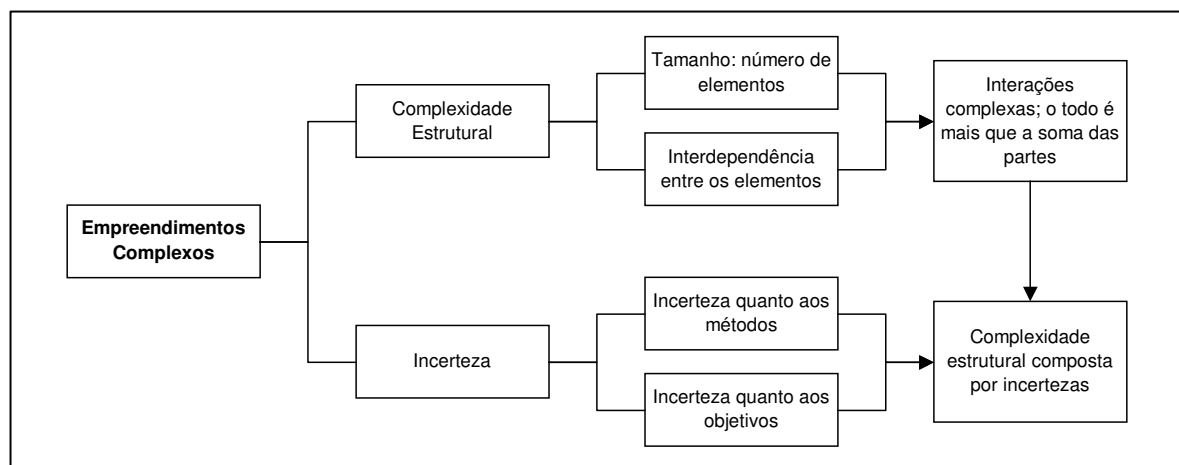 Empreendimentos
Complexos
Complexidade
Estrutural
Incerteza
Tamanho: número de
elementos
Interdependência
entre os elementos
Incerteza quanto aos
métodos
Incerteza quanto aos
objetivos
Interações
complexas; o todo é
mais que a soma das
partes
Complexidade
estrutural composta
por incertezas